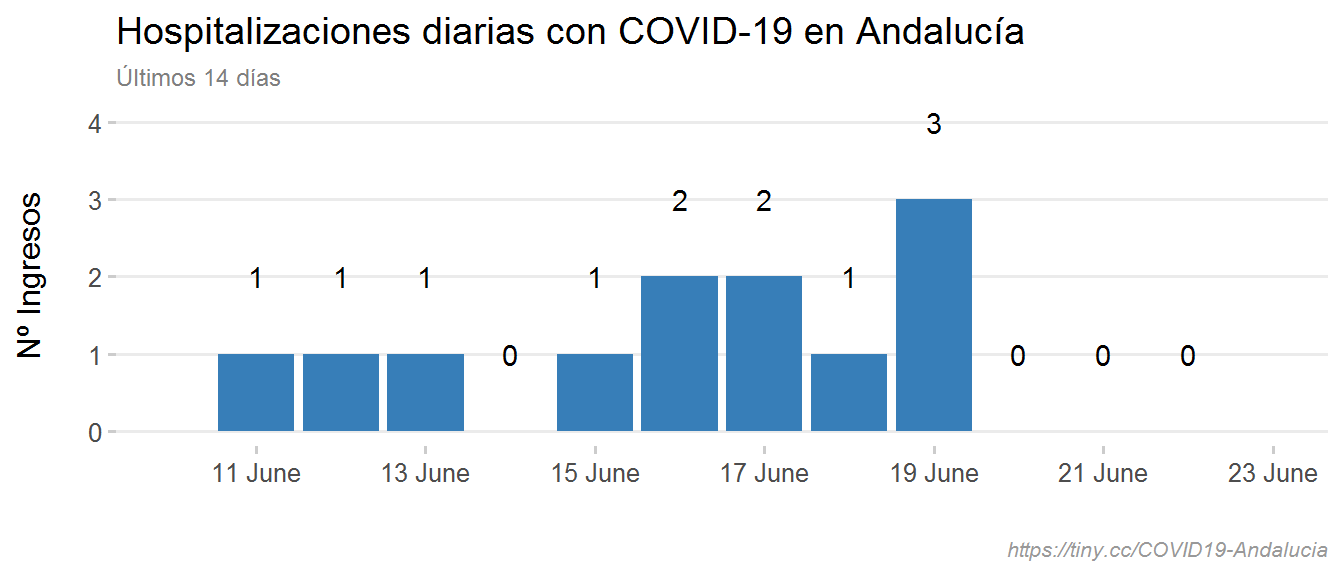 Hospitalizaciones diarias con COVID-19 en Andalucía
Últimos 14 días
Nº Ingresos
4
3
2
1
0
1
1
1
0
1
2
2
1
3
0
0
0
11 June
13 June
15 June
17 June
19 June
21 June
23 June
https://tiny.cc/COVID19-Andalucia